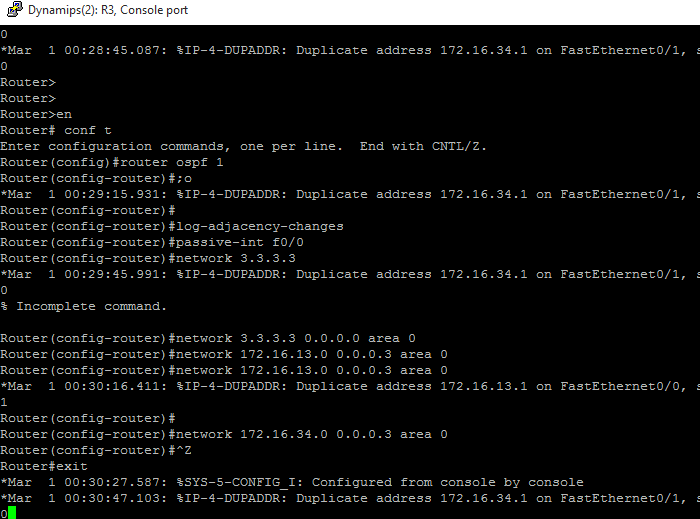 Dynamips(2): R3, Console port
0
*Mar  1 00:28:45.087: %IP-4-DUPADDR: Duplicate address 172.16.34.1 on FastEthernet0/1, s
0
Router>
Router>
Router>en
Router# conf t
Enter configuration commands, one per line.  End with CNTL/Z.
Router(config)#router ospf 1
Router(config-router)#;o
*Mar  1 00:29:15.931: %IP-4-DUPADDR: Duplicate address 172.16.34.1 on FastEthernet0/1, s
Router(config-router)#
Router(config-router)#log-adjacency-changes
Router(config-router)#passive-int f0/0
Router(config-router)#network 3.3.3.3
*Mar  1 00:29:45.991: %IP-4-DUPADDR: Duplicate address 172.16.34.1 on FastEthernet0/1, s
0
% Incomplete command.
Router(config-router)#network 3.3.3.3 0.0.0.0 area 0
Router(config-router)#network 172.16.13.0 0.0.0.3 area 0
Router(config-router)#network 172.16.13.0 0.0.0.3 area 0
*Mar  1 00:30:16.411: %IP-4-DUPADDR: Duplicate address 172.16.13.1 on FastEthernet0/0, s
1
Router(config-router)#
Router(config-router)#network 172.16.34.0 0.0.0.3 area 0
Router(config-router)#^Z
Router#exit
*Mar  1 00:30:27.587: %SYS-5-CONFIG_I: Configured from console by console
*Mar  1 00:30:47.103: %IP-4-DUPADDR: Duplicate address 172.16.34.1 on FastEthernet0/1, s
0